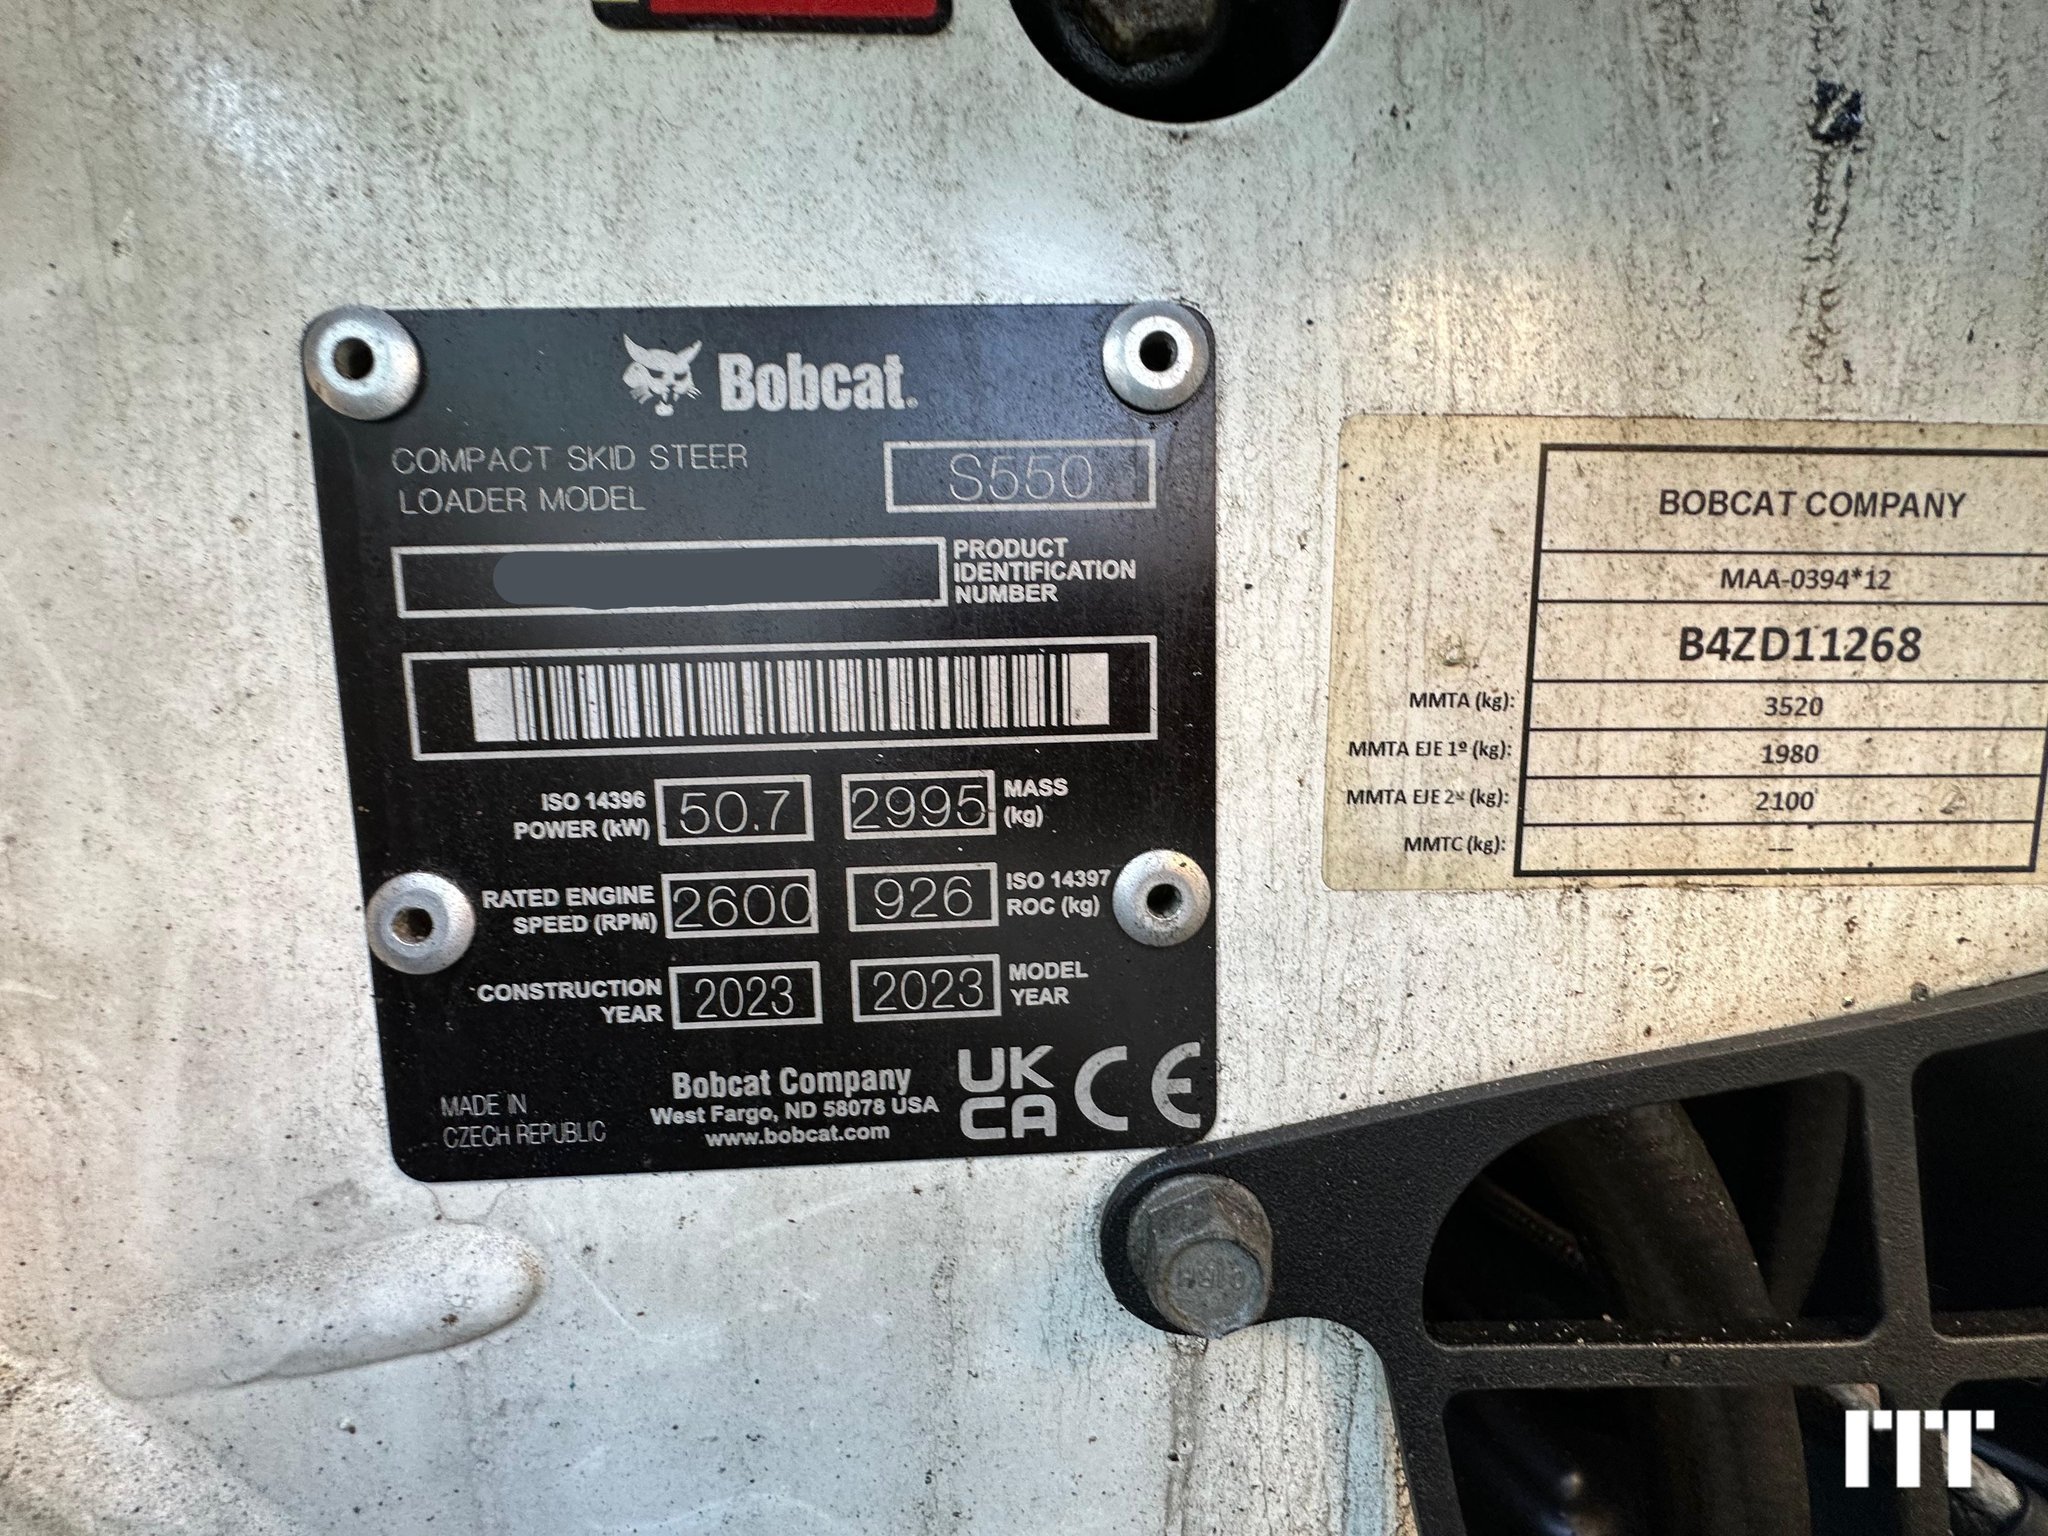 Bobcat.
COMPACT SKID STEER
LOADER MODEL
S550
PRODUCT
IDENTIFICATION
NUMBER
ISO 14396
POWER (kW)
50.7
2995
MASS
(kg)
RATED ENGINE
SPEED (RPM)
2600
926
ISO 14397
ROC (kg)
CONSTRUCTION
YEAR
2023
2023
MODEL
YEAR
MADE IN
CZECH REPUBLIC
Bobcat Company
West Fargo, ND 58078 USA
www.bobcat.com
UK
CA
CE
BOBCAT COMPANY
MAA-0394*12
B4ZD11268
MMTA (kg): 3520
MMTA EJE 1º (kg): 1980
MMTA EJE 2º (kg): 2100
MMTC (kg): ---